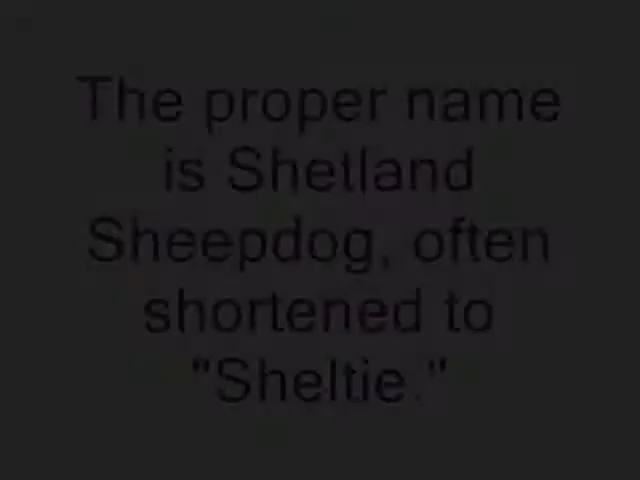 The proper name
is Shetland
Sheepdog, often
shortened to
"Sheltie."